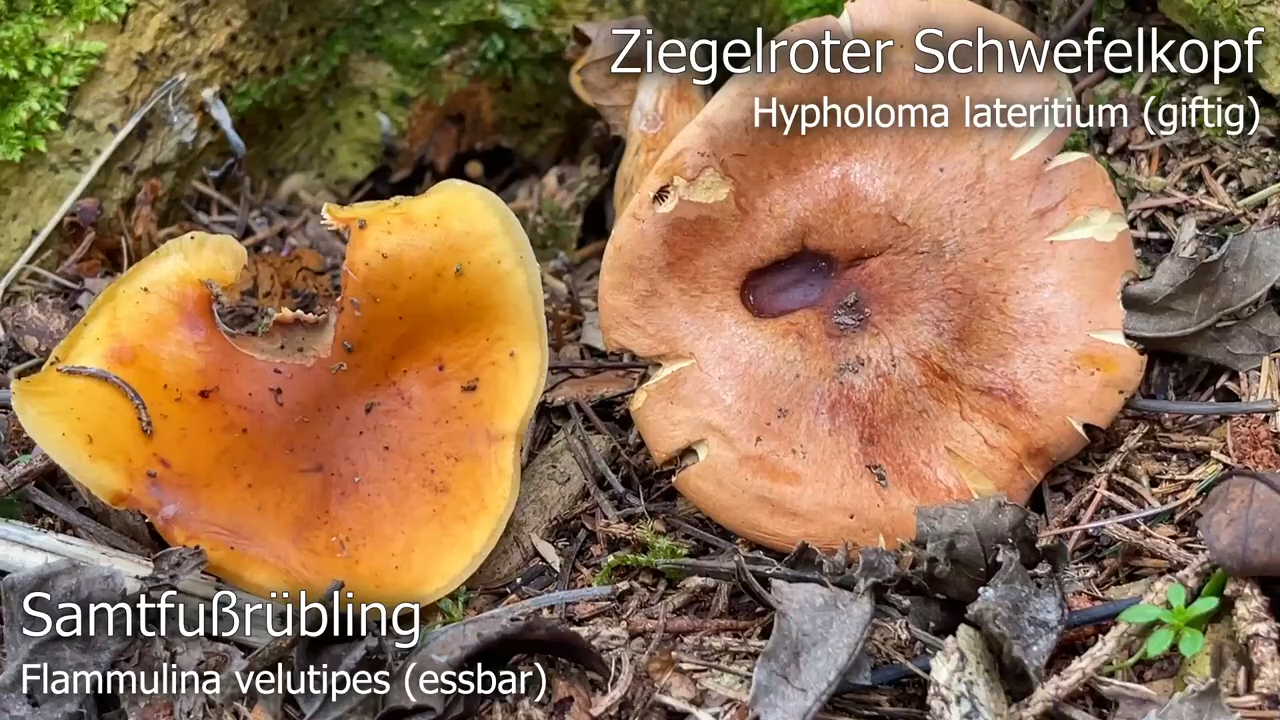 Ziegelroter Schwefelkopf
Hypholoma lateritium (giftig)
Samtfußrübling
Flammulina velutipes (essbar)